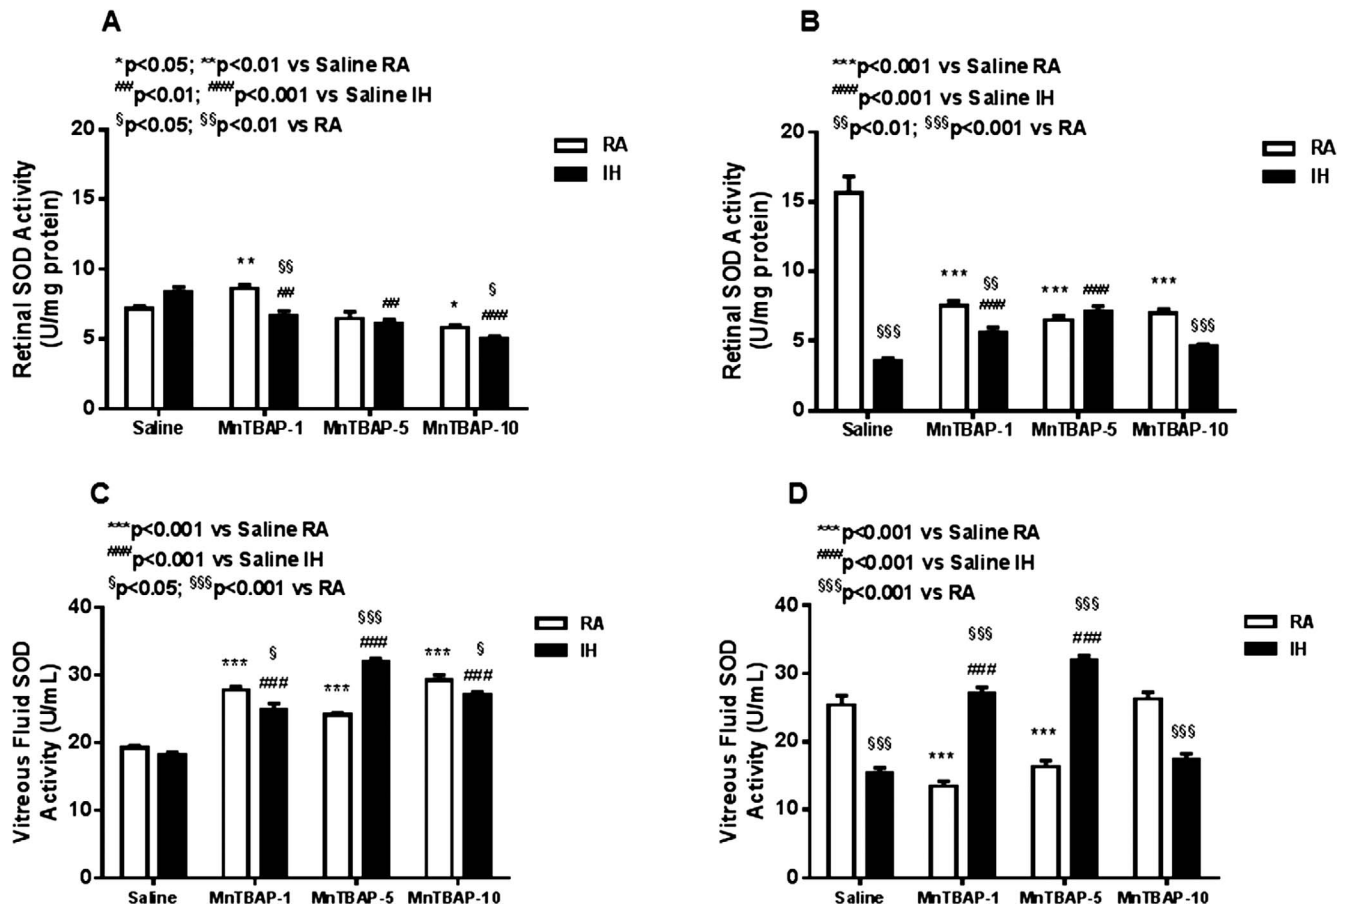 A
*p<0.05; **p<0.01 vs Saline RA
##p<0.01; ###p<0.001 vs Saline IH
§p<0.05; §§p<0.01 vs RA
RA
IH
Retinal SOD Activity
(U/mg protein)
20
15
10
5
0
** §§ ## ## * § ###
Saline MnTBAP-1 MnTBAP-5 MnTBAP-10
B
***p<0.001 vs Saline RA
###p<0.001 vs Saline IH
§§p<0.01; §§§p<0.001 vs RA
RA
IH
Retinal SOD Activity
(U/mg protein)
20
15
10
5
0
§§§ *** §§ ### *** ### *** §§§
Saline MnTBAP-1 MnTBAP-5 MnTBAP-10
C
***p<0.001 vs Saline RA
###p<0.001 vs Saline IH
§p<0.05; §§§p<0.001 vs RA
RA
IH
Vitreous Fluid SOD
Activity (U/mL)
40
30
20
10
0
*** § ### *** §§§ ### *** § ###
Saline MnTBAP-1 MnTBAP-5 MnTBAP-10
D
***p<0.001 vs Saline RA
###p<0.001 vs Saline IH
§§§p<0.001 vs RA
RA
IH
Vitreous Fluid SOD
Activity (U/mL)
40
30
20
10
0
§§§ *** §§§ ### *** §§§ ### §§§
Saline MnTBAP-1 MnTBAP-5 MnTBAP-10